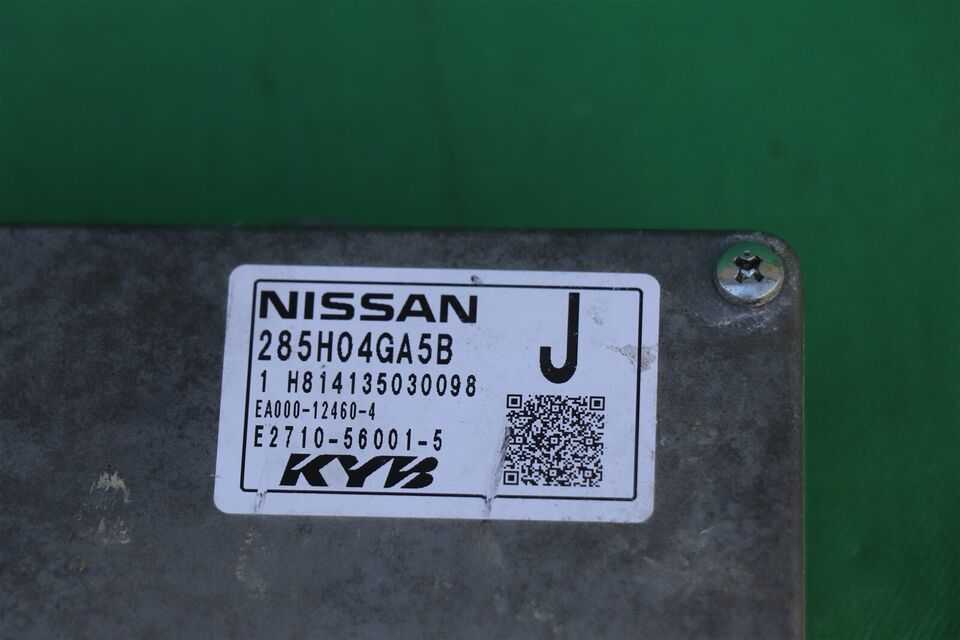 NISSAN
J
285H04GA5B
1 H814135030098
EA000-12460-4
E2710-56001-5
KYB